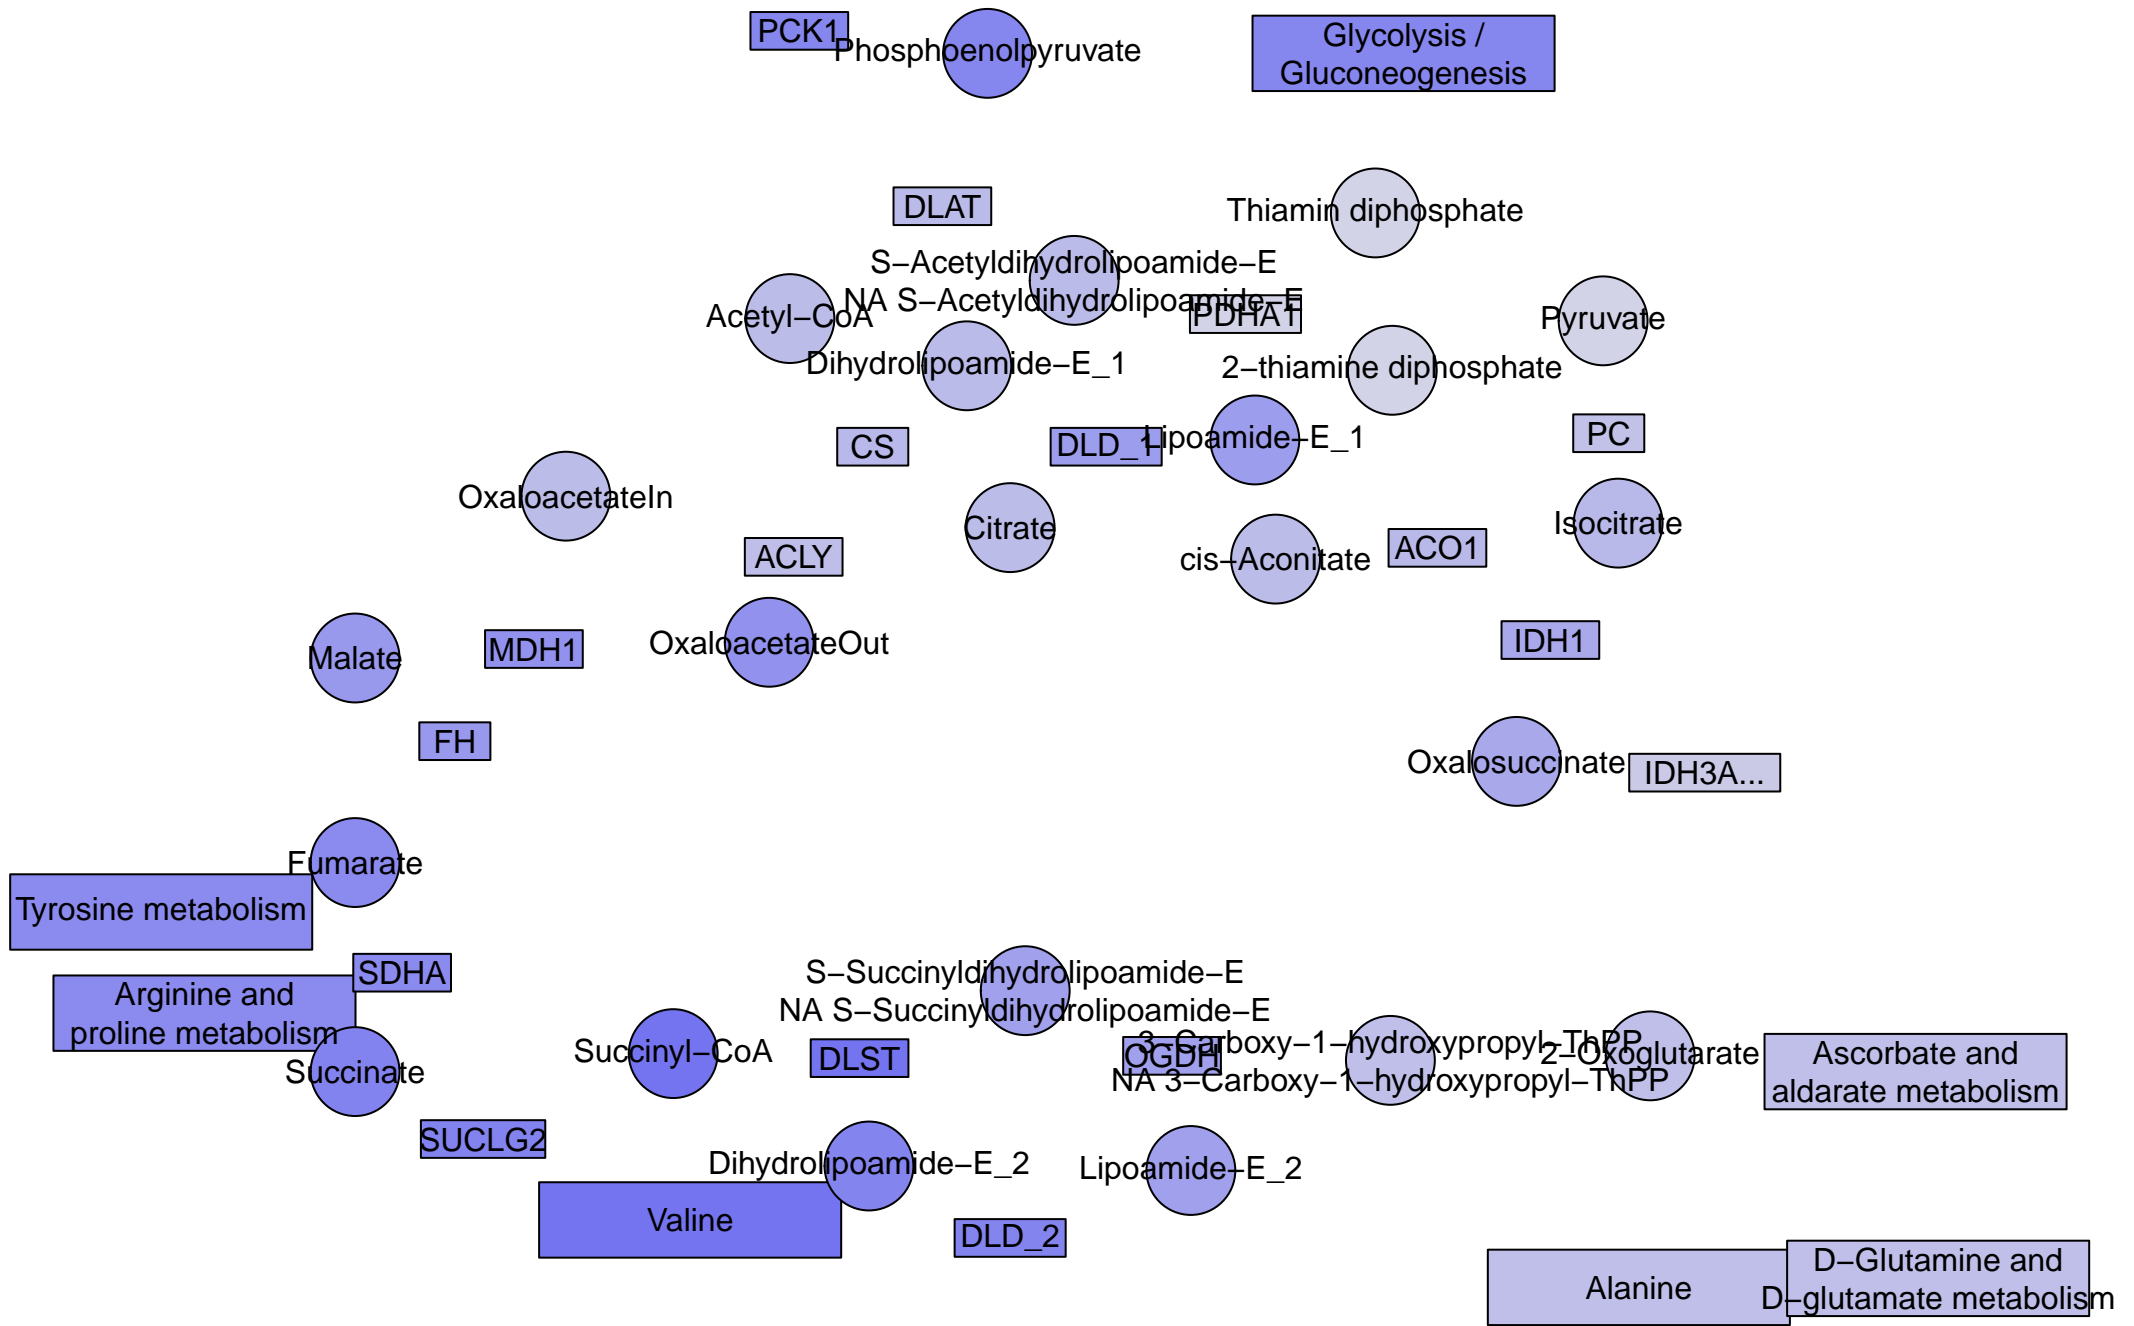 PCK1
Phosphoenolpyruvate
Glycolysis /
Gluconeogenesis
DLAT
Thiamin diphosphate
S−Acetyldihydrolipoamide−E
NA S−Acetyldihydrolipoamide−E
PDHA1
Acetyl−CoA
Pyruvate
Dihydrolipoamide−E_1
2−thiamine diphosphate
CS
DLD_1
Lipoamide−E_1
PC
OxaloacetateIn
Citrate
Isocitrate
ACLY
cis−Aconitate
ACO1
Malate
MDH1
OxaloacetateOut
IDH1
FH
Oxalosuccinate
IDH3A...
Fumarate
Tyrosine metabolism
SDHA
Arginine and
proline metabolism
Succinate
S−Succinyldihydrolipoamide−E
NA S−Succinyldihydrolipoamide−E
Succinyl−CoA
DLST
OGDH
3−Carboxy−1−hydroxypropyl−ThPP
NA 3−Carboxy−1−hydroxypropyl−ThPP
2−Oxoglutarate
Ascorbate and
aldarate metabolism
SUCLG2
Dihydrolipoamide−E_2
Lipoamide−E_2
Valine
DLD_2
Alanine
D−Glutamine and
D−glutamate metabolism